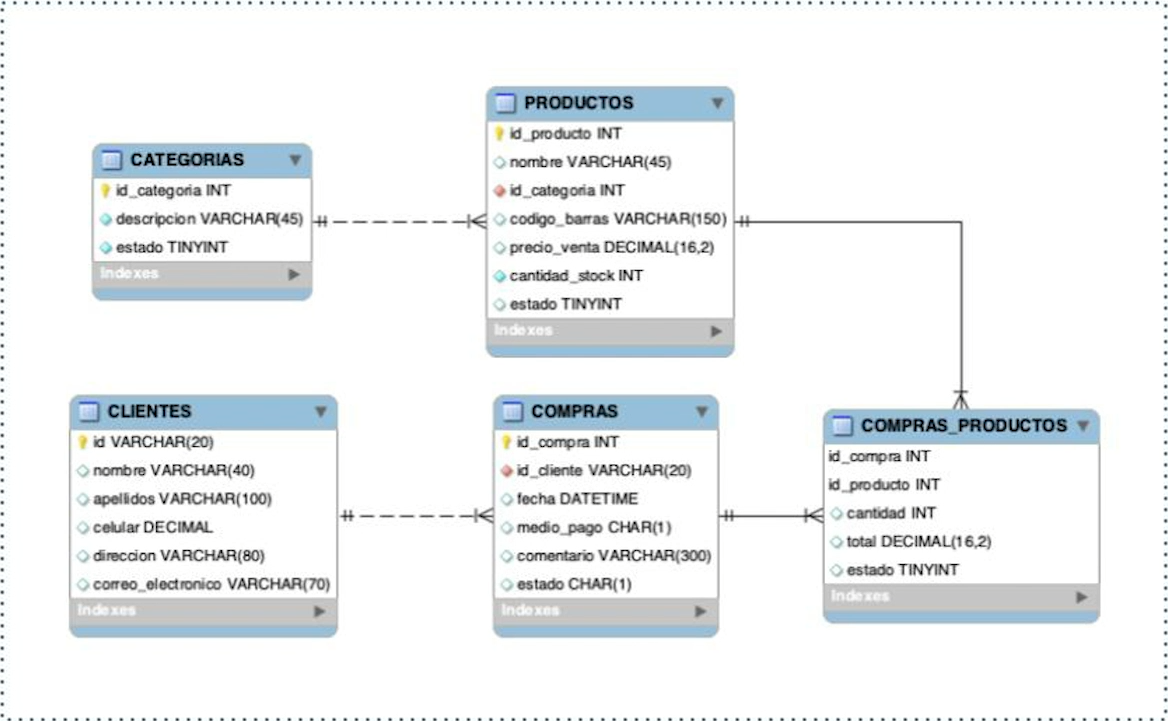 CATEGORIAS
id_categoria INT
descripcion VARCHAR(45)
estado TINYINT
Indexes
PRODUCTOS
id_producto INT
nombre VARCHAR(45)
id_categoria INT
codigo_barras VARCHAR(150)
precio_venta DECIMAL(16,2)
cantidad_stock INT
estado TINYINT
Indexes
CLIENTES
id VARCHAR(20)
nombre VARCHAR(40)
apellidos VARCHAR(100)
celular DECIMAL
direccion VARCHAR(80)
correo_electronico VARCHAR(70)
Indexes
COMPRAS
id_compra INT
id_cliente VARCHAR(20)
fecha DATETIME
medio_pago CHAR(1)
comentario VARCHAR(300)
estado CHAR(1)
Indexes
COMPRAS_PRODUCTOS
id_compra INT
id_producto INT
cantidad INT
total DECIMAL(16,2)
estado TINYINT
Indexes